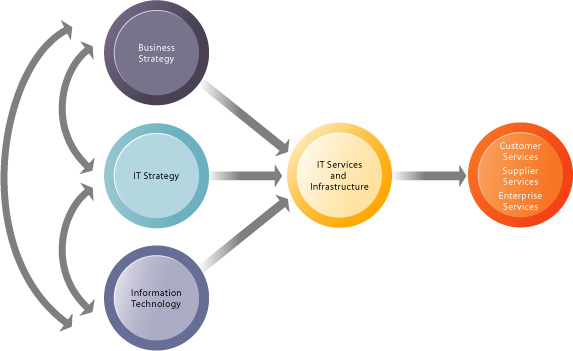 Business
Strategy
IT Strategy
Information
Technology
IT Services
and
Infrastructure
Customer
Services
Supplier
Services
Enterprise
Services